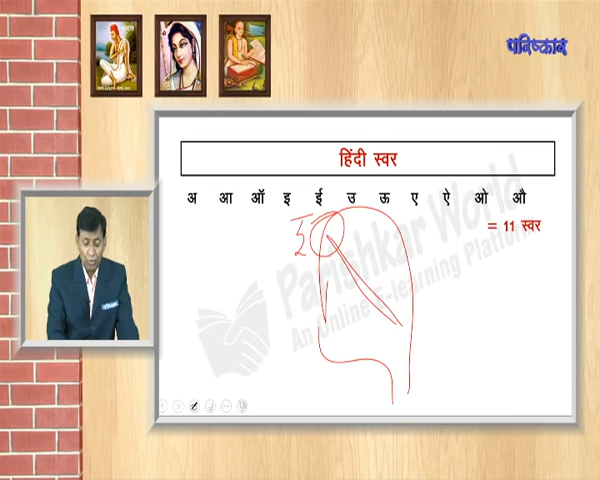 परिष्कार
हिंदी स्वर
अ आ ऑ इ ई उ ऊ ए ऐ ओ औ
= 11 स्वर
Parishkar World
An Online E-learning Platform